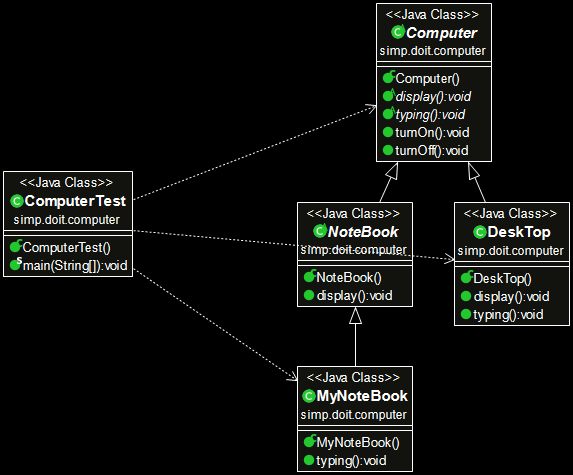 <<Java Class>>
Computer
simp.doit.computer
Computer()
display():void
typing():void
turnOn():void
turnOff():void
<<Java Class>>
ComputerTest
simp.doit.computer
ComputerTest()
main(String[]):void
<<Java Class>>
NoteBook
simp.doit.computer
NoteBook()
display():void
<<Java Class>>
DeskTop
simp.doit.computer
DeskTop()
display():void
typing():void
<<Java Class>>
MyNoteBook
simp.doit.computer
MyNoteBook()
typing():void